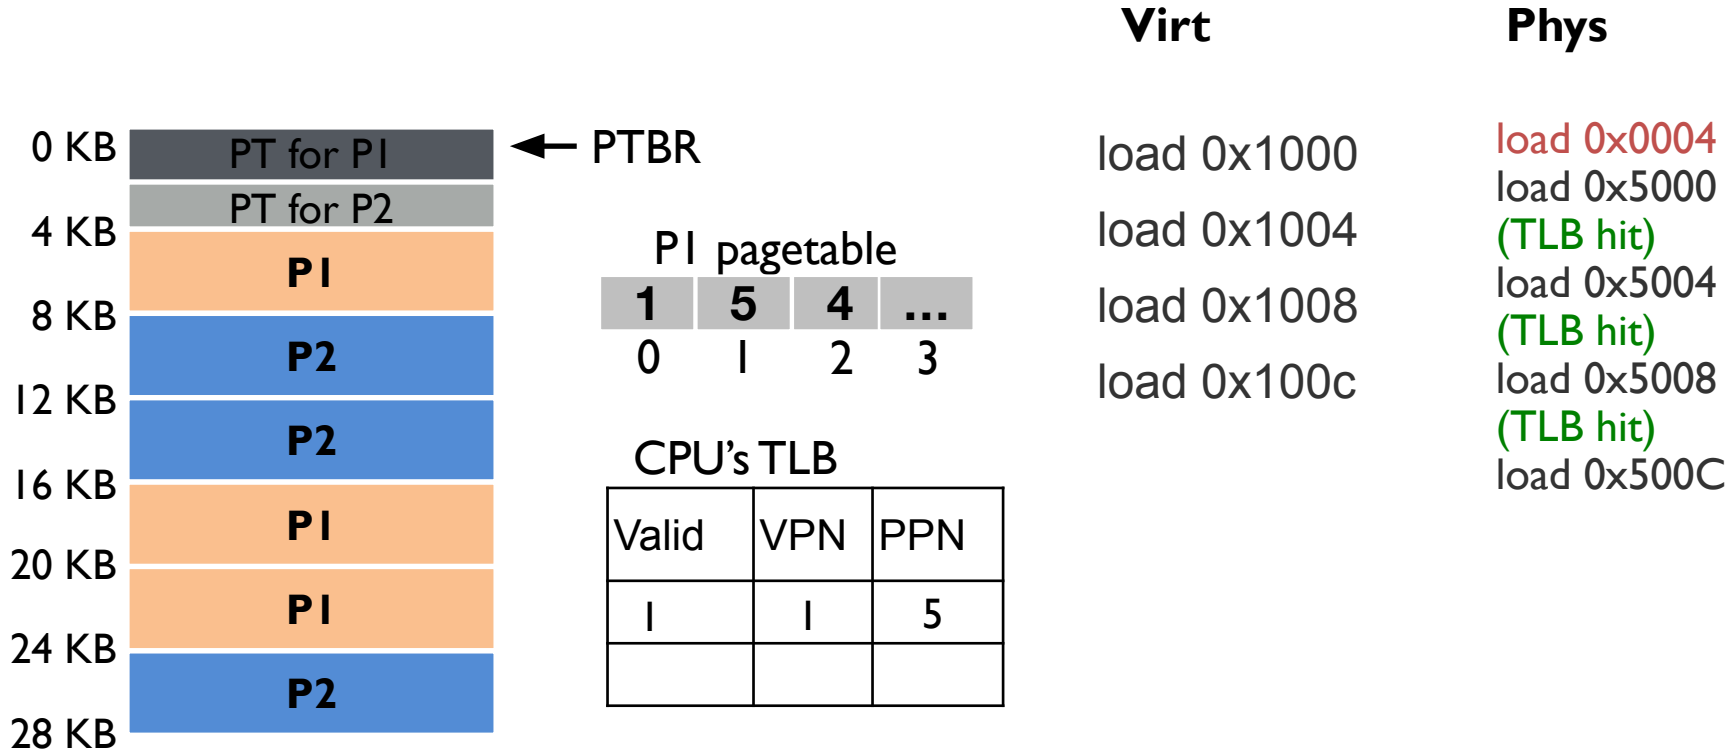 Virt
Phys
0 KB
PT for P1
PTBR
PT for P2
4 KB
P1
8 KB
P2
12 KB
P2
16 KB
P1
20 KB
P1
24 KB
P2
28 KB
P1 pagetable
1 5 4 ...
0 1 2 3
CPU's TLB
Valid VPN PPN
1 1 5
load 0x1000
load 0x1004
load 0x1008
load 0x100c
load 0x0004
load 0x5000
(TLB hit)
load 0x5004
(TLB hit)
load 0x5008
(TLB hit)
load 0x500C